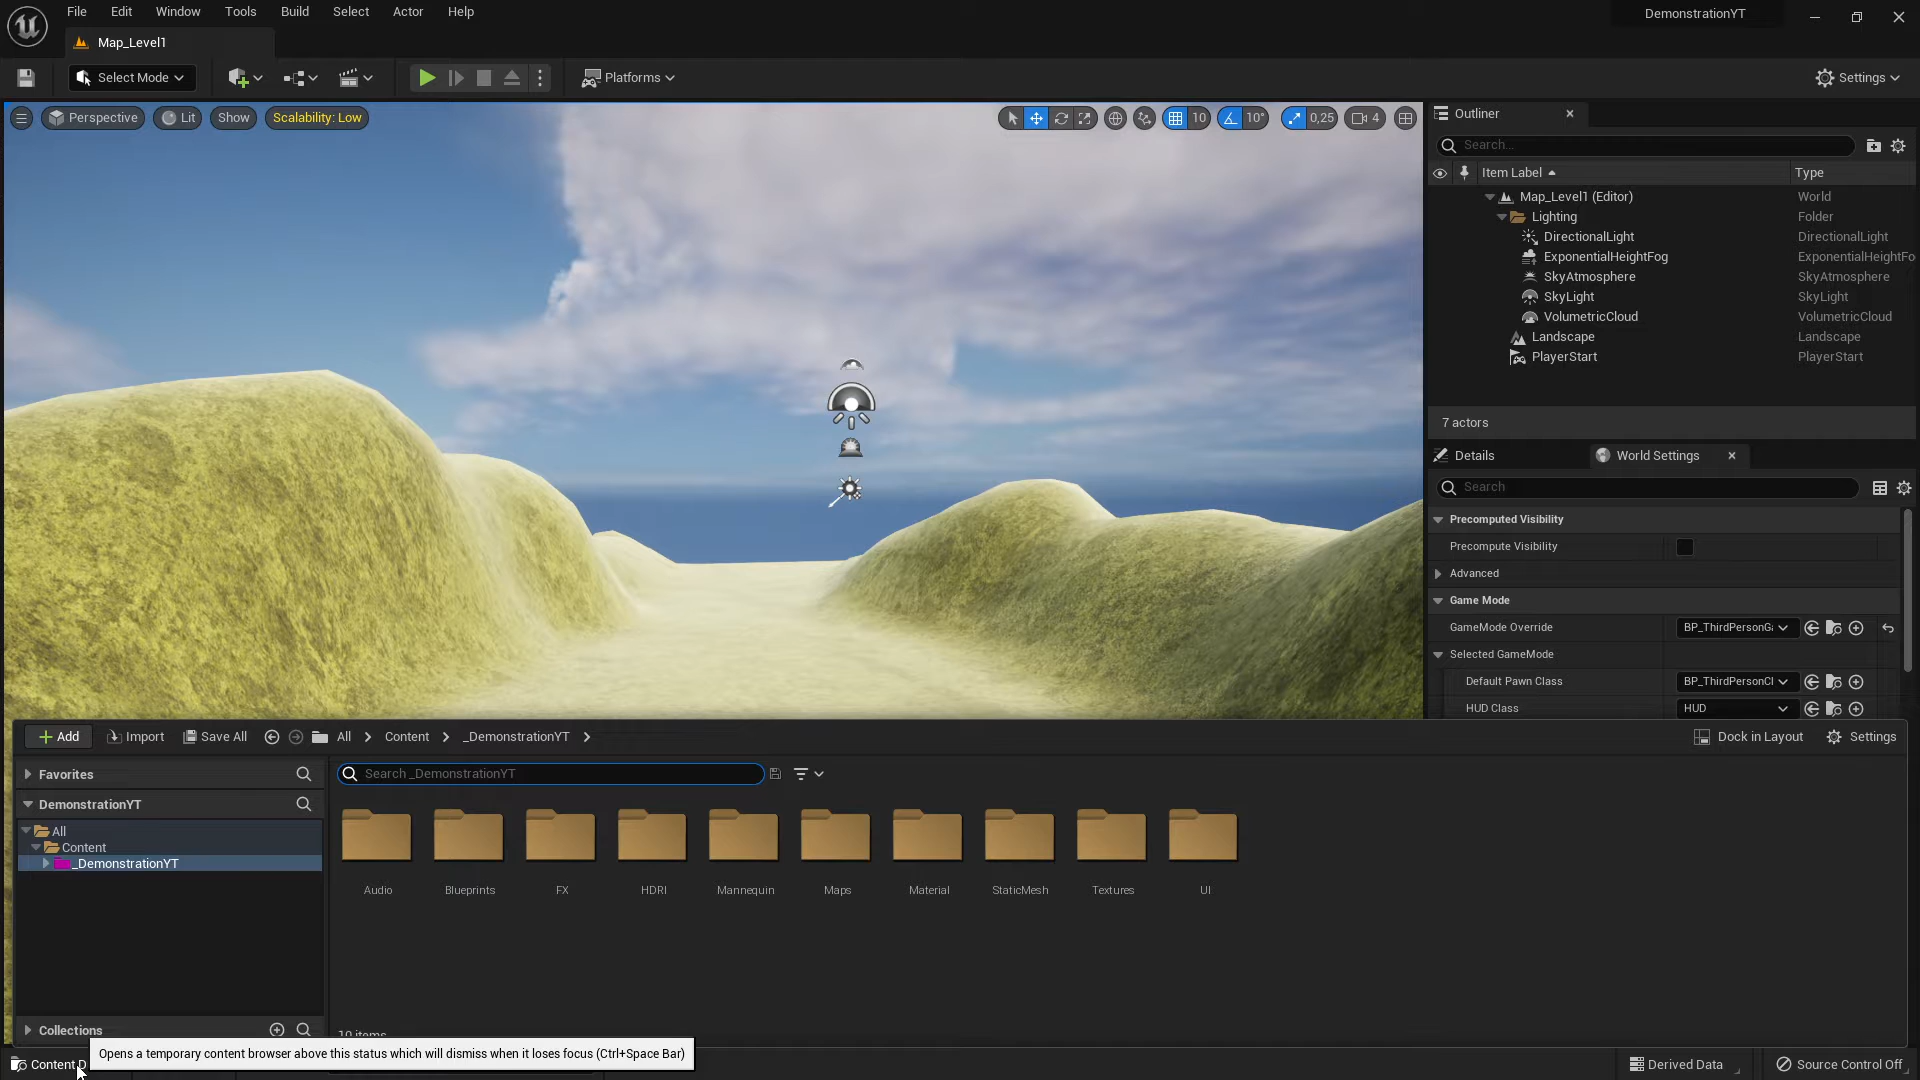 File Edit Window Tools Build Select Actor Help
DemonstrationYT
Map_Level1
Select Mode
Platforms
Settings
Perspective Lit Show Scalability: Low
10 10° 0,25 4
Outliner
Search...
Item Label Type
Map_Level1 (Editor) World
Lighting Folder
DirectionalLight DirectionalLight
ExponentialHeightFog ExponentialHeightFo
SkyAtmosphere SkyAtmosphere
SkyLight SkyLight
VolumetricCloud VolumetricCloud
Landscape Landscape
PlayerStart PlayerStart
7 actors
Details World Settings
Search
Precomputed Visibility
Precompute Visibility
Advanced
Game Mode
GameMode Override BP_ThirdPersonGa
Selected GameMode
Default Pawn Class BP_ThirdPersonCl
HUD Class HUD
Add Import Save All All Content _DemonstrationYT
Dock in Layout Settings
Favorites
Search _DemonstrationYT
DemonstrationYT
All
Content
_DemonstrationYT
Audio Blueprints FX HDRI Mannequin Maps Material StaticMesh Textures UI
Collections
10 items
Opens a temporary content browser above this status which will dismiss when it loses focus (Ctrl+Space Bar)
Content D
Derived Data Source Control Off